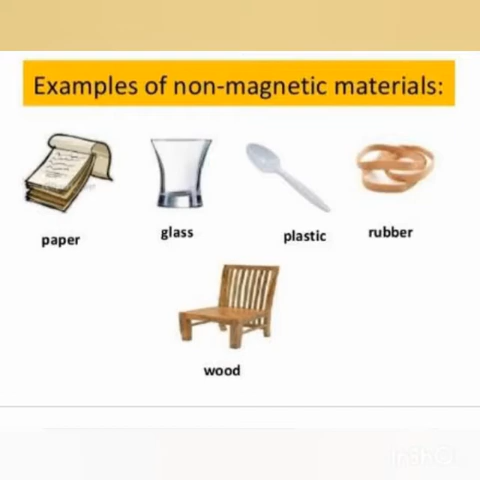 Examples of non-magnetic materials:
paper
glass
plastic
rubber
wood